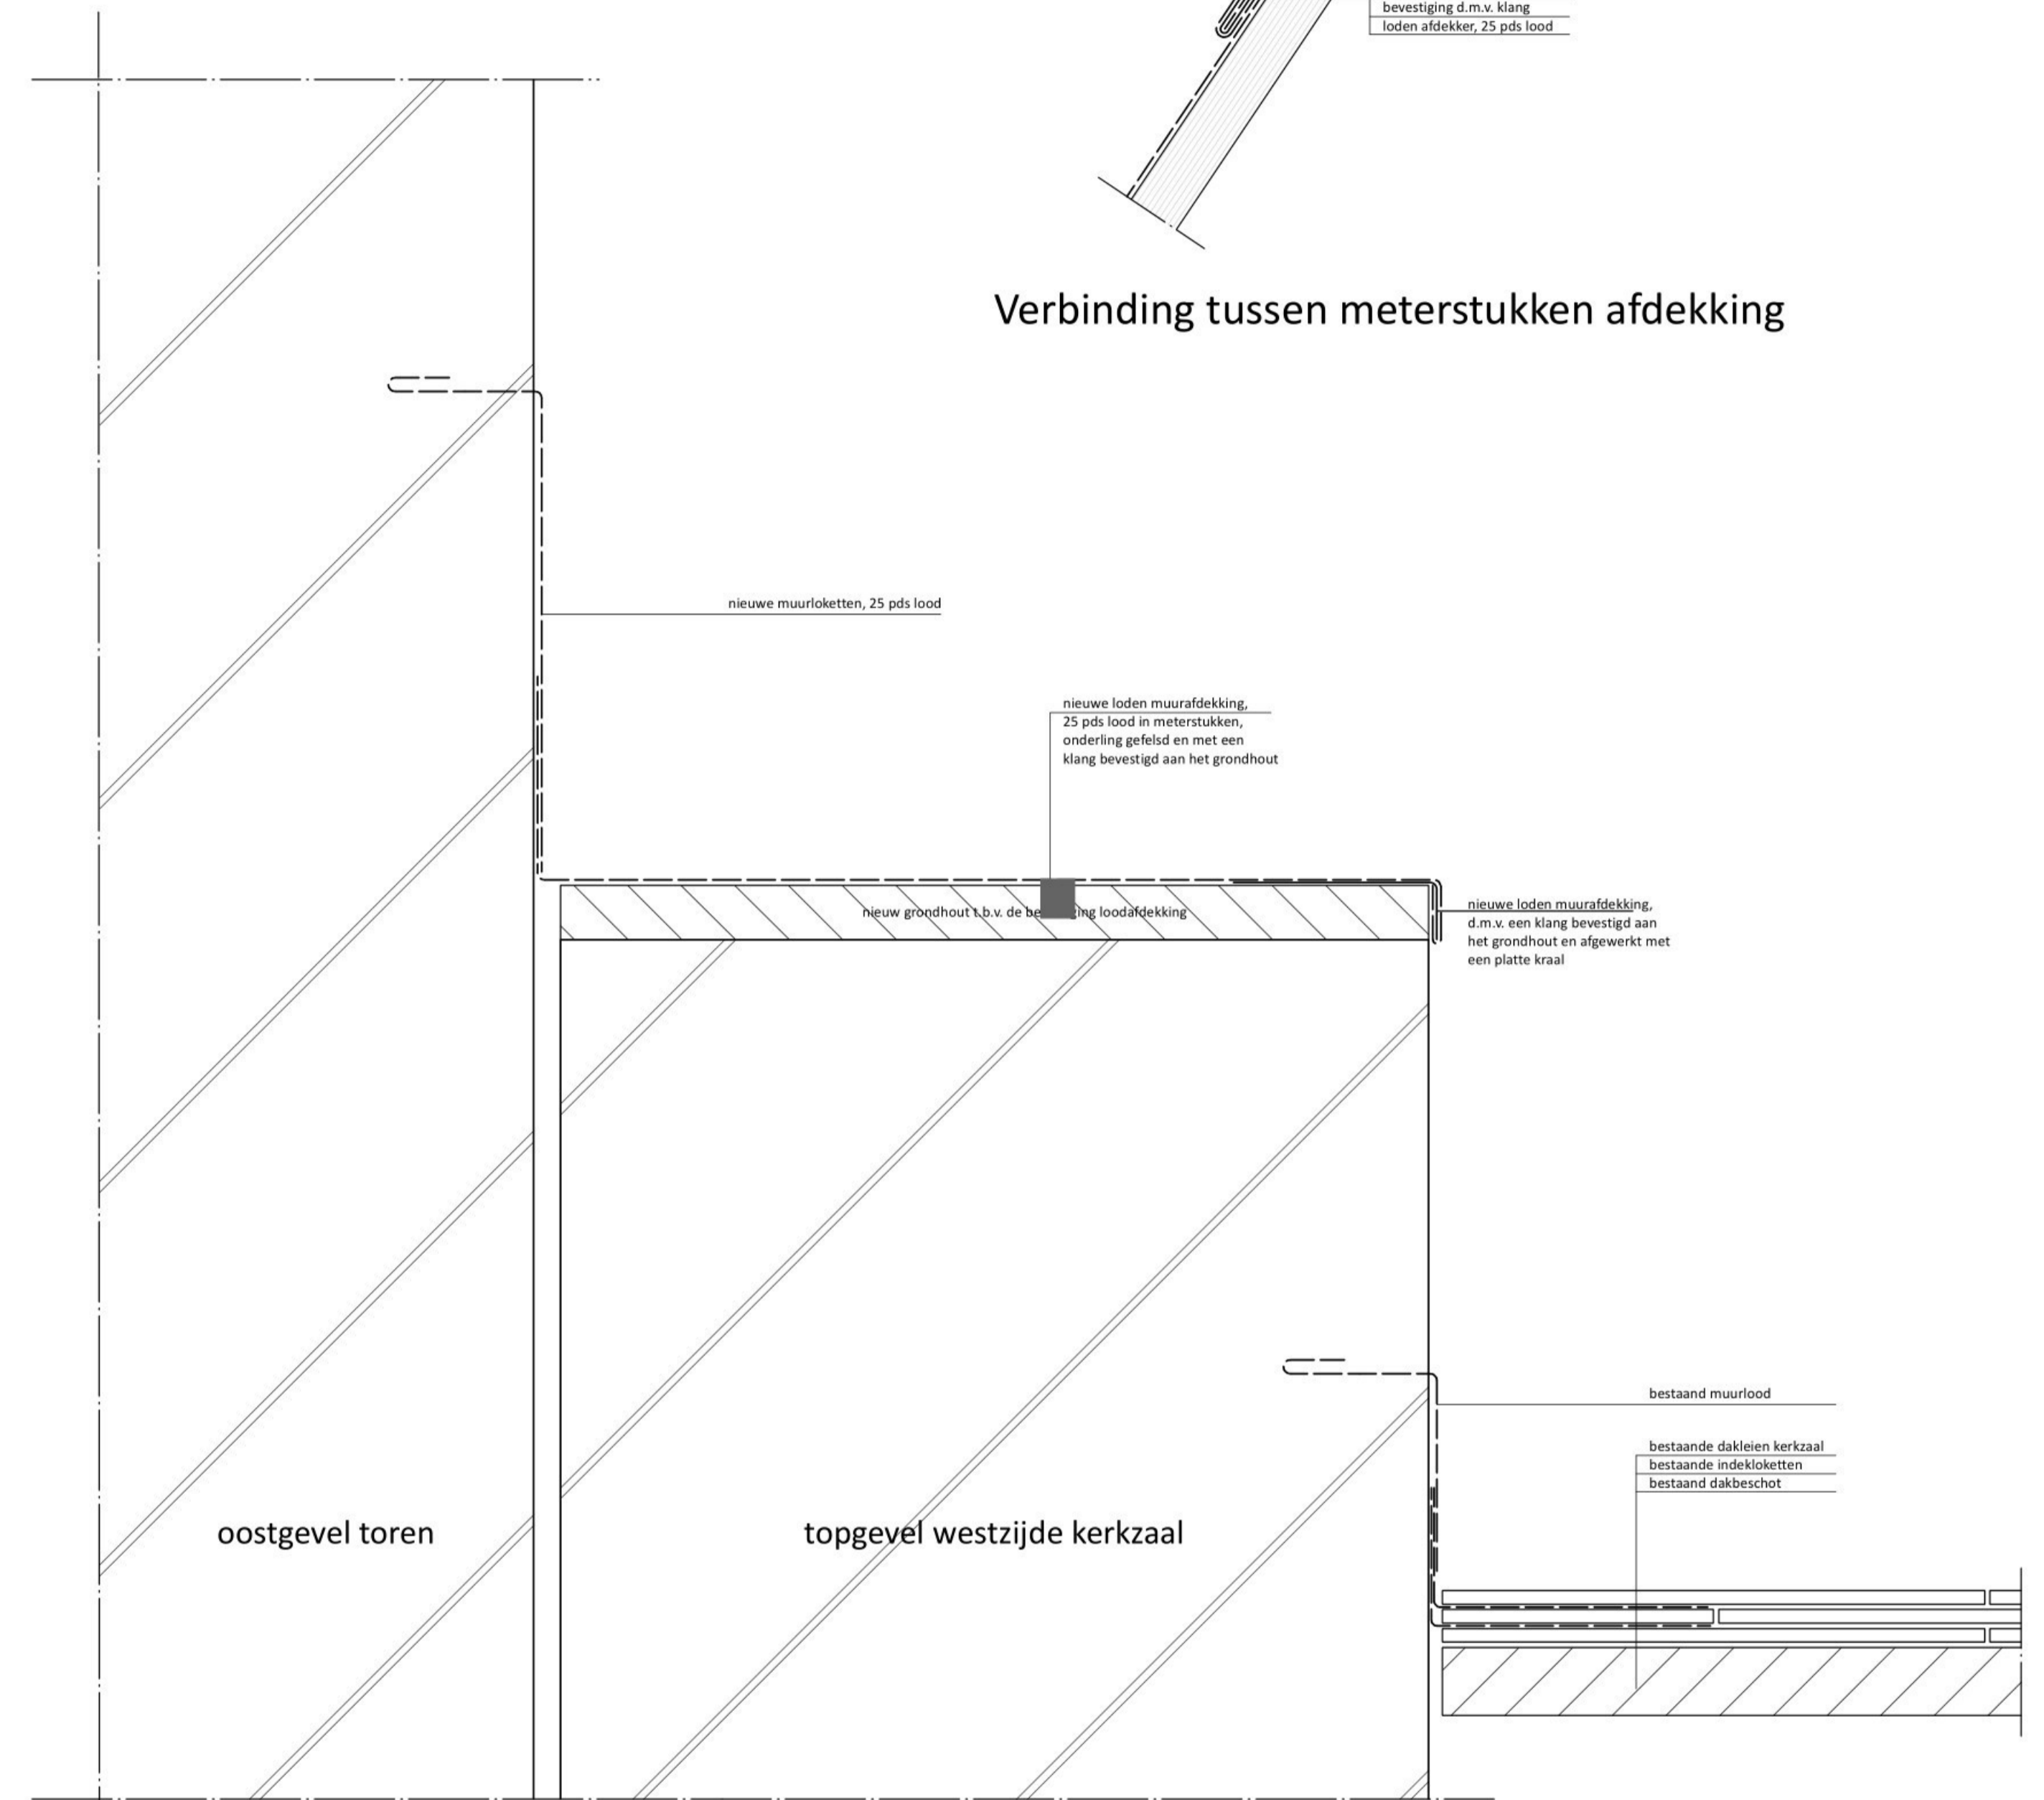 bevestiging d.m.v. klang
loden afdekker, 25 pds lood
Verbinding tussen meterstukken afdekking
nieuwe muurloketten, 25 pds lood
nieuwe loden muurafdekking,
25 pds lood in meterstukken,
onderling gefelsd en met een
klang bevestigd aan het grondhout
nieuw grondhout t.b.v. de loodafdekking
nieuwe loden muurafdekking,
d.m.v. een klang bevestigd aan
het grondhout en afgewerkt met
een platte kraal
bestaand muurlood
bestaande dakleien kerkzaal
bestaande indekloketten
bestaand dakbeschot
oostgevel toren
topgevel westzijde kerkzaal